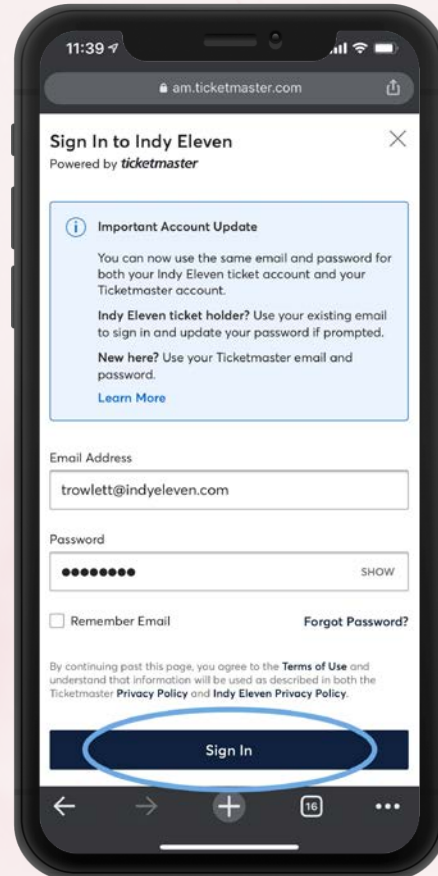 11:39
am.ticketmaster.com
Sign In to Indy Eleven
Powered by ticketmaster
Important Account Update
You can now use the same email and password for
both your Indy Eleven ticket account and your
Ticketmaster account.
Indy Eleven ticket holder? Use your existing email
to sign in and update your password if prompted.
New here? Use your Ticketmaster email and
password.
Learn More
Email Address
trowlett@indyeleven.com
Password
●●●●●●●● SHOW
Remember Email Forgot Password?
By continuing past this page, you agree to the Terms of Use and
understand that information will be used as described in both the
Ticketmaster Privacy Policy and Indy Eleven Privacy Policy.
Sign In
16